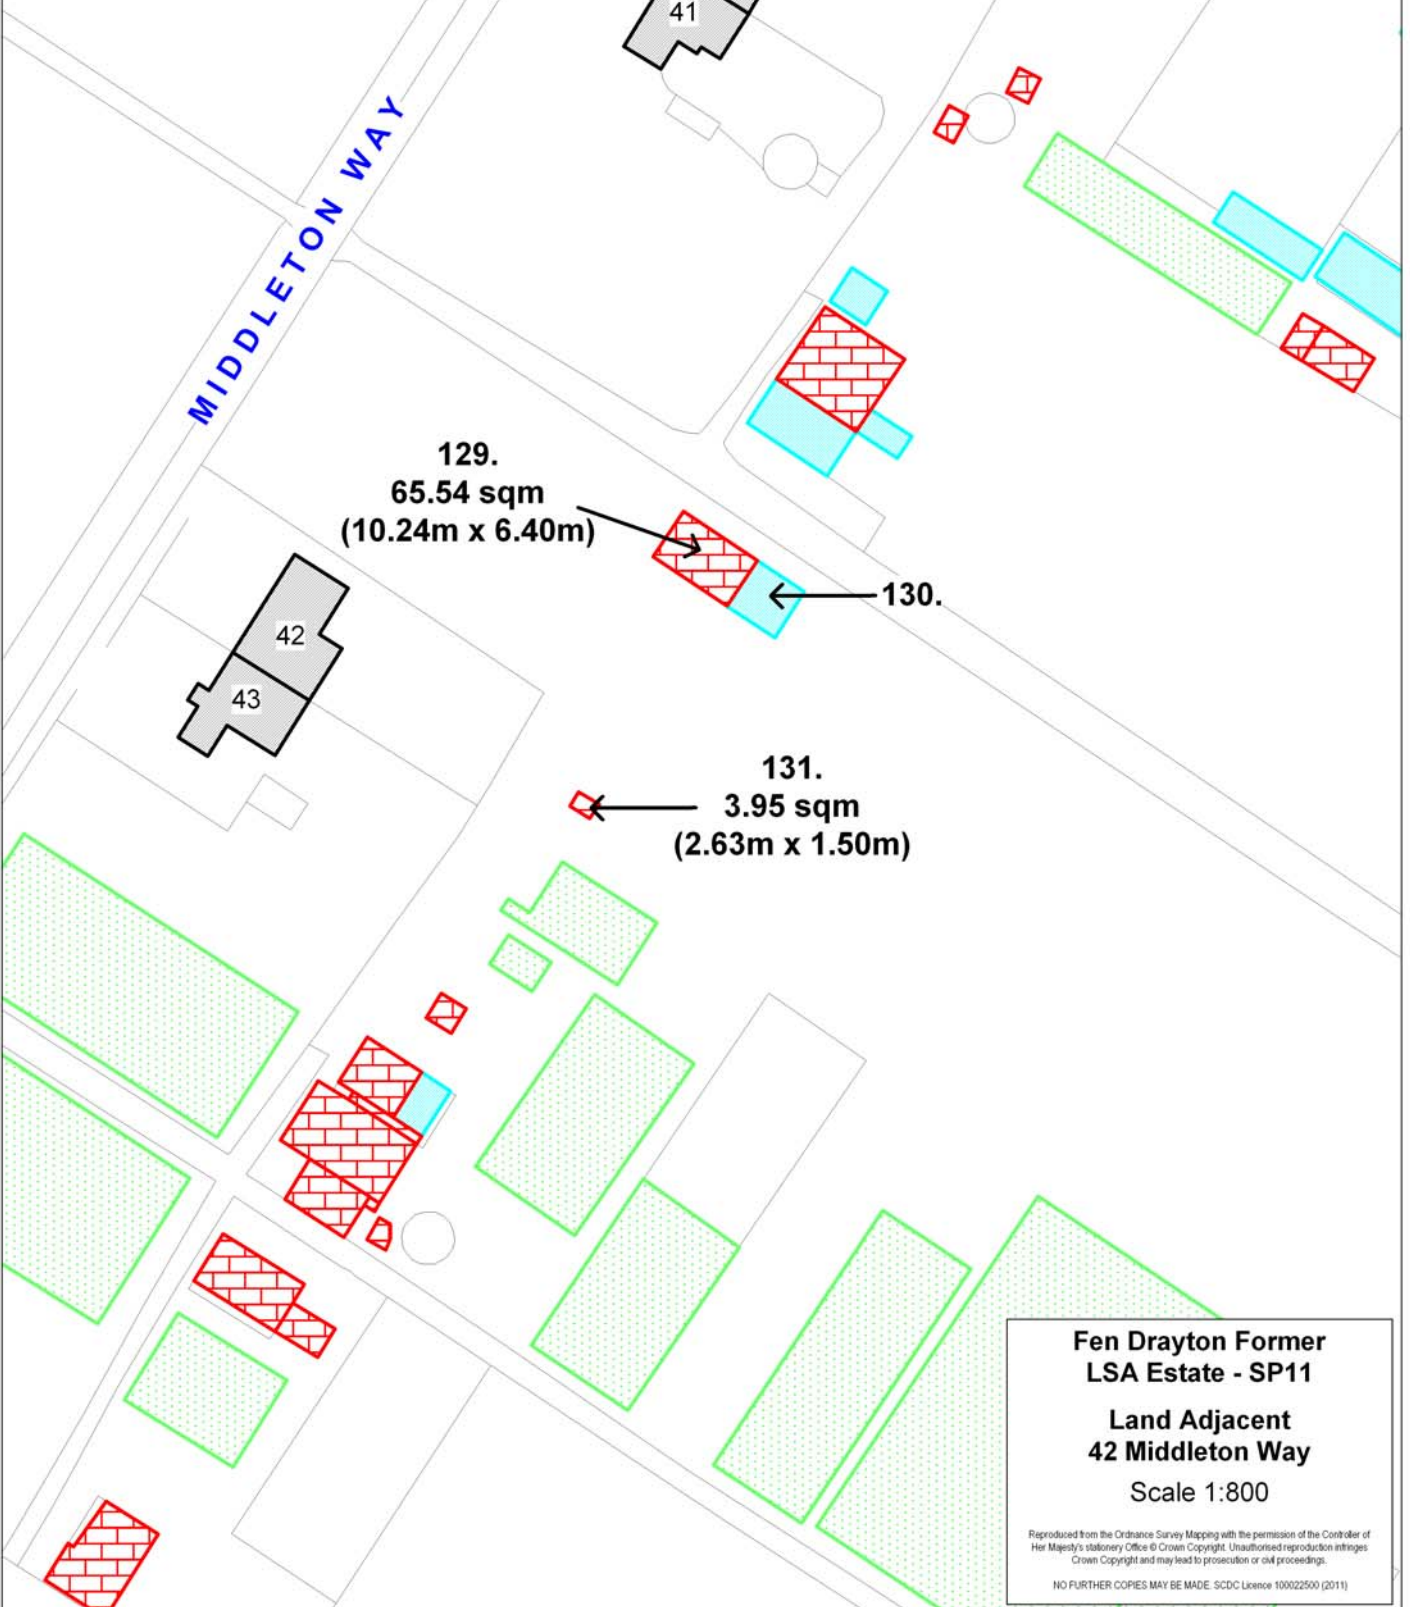 41
MIDDLETON WAY
129.
65.54 sqm
(10.24m x 6.40m)
130.
42
43
131.
3.95 sqm
(2.63m x 1.50m)
Fen Drayton Former
LSA Estate - SP11
Land Adjacent
42 Middleton Way
Scale 1:800
Reproduced from the Ordnance Survey Mapping with the permission of the Controller of
Her Majesty's stationery Office © Crown Copyright. Unauthorised reproduction infringes
Crown Copyright and may lead to prosecution or civil proceedings.
NO FURTHER COPIES MAY BE MADE. SCDC Licence 100022500 (2011)